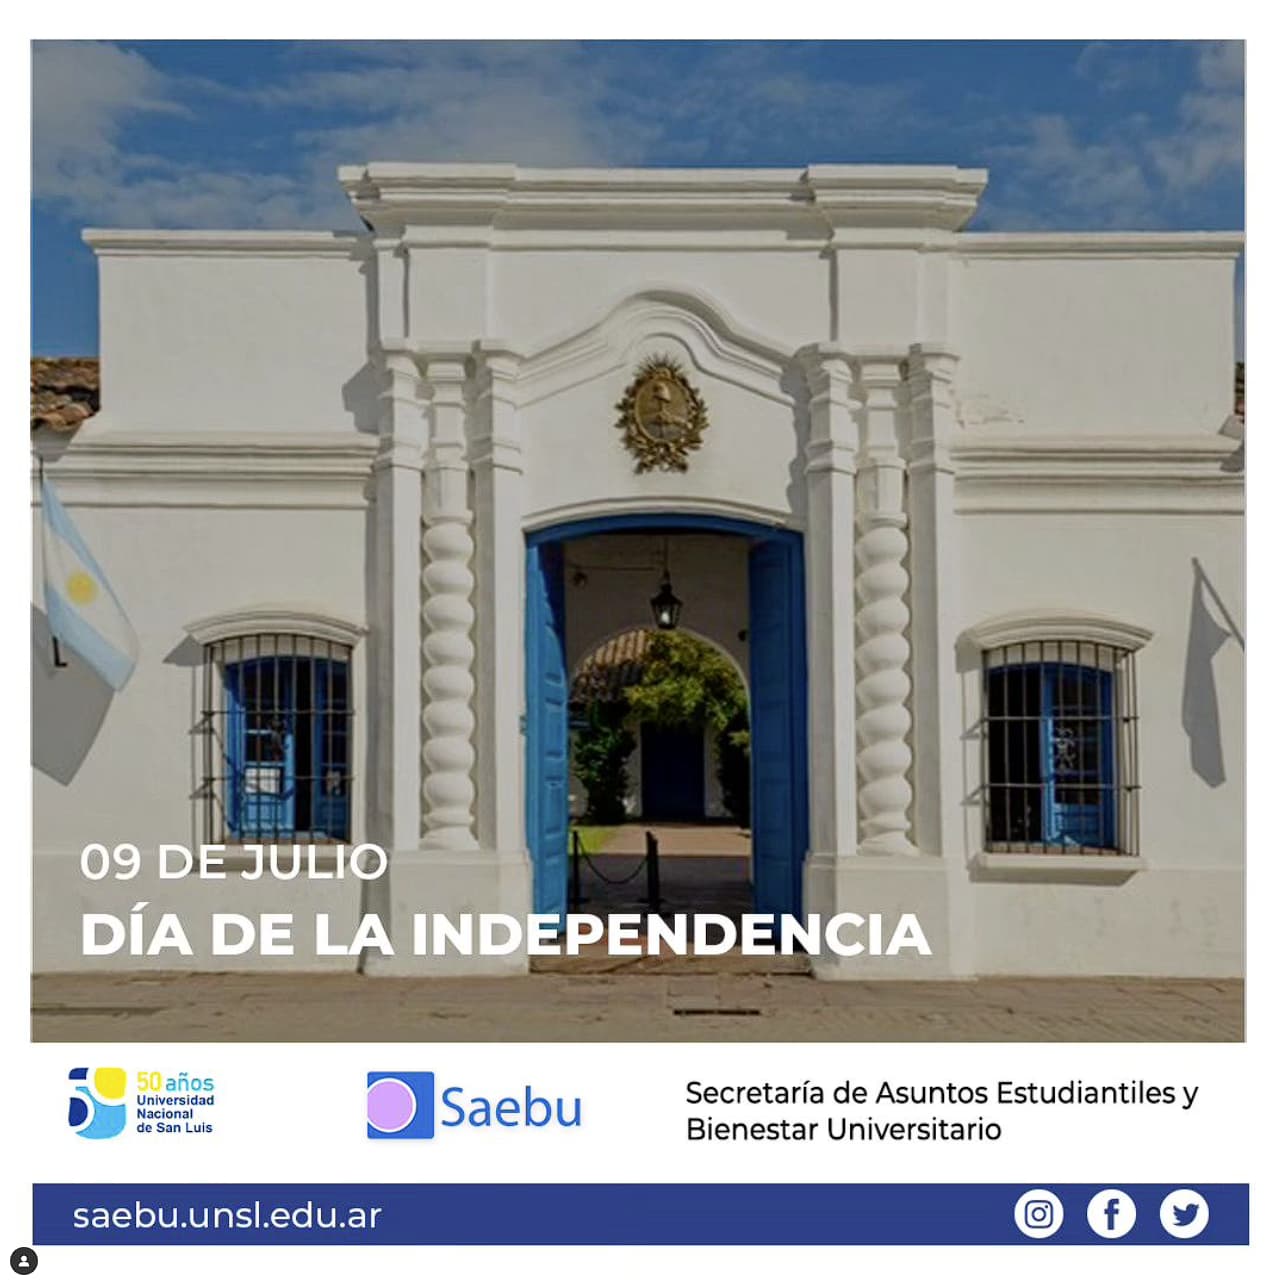 09 DE JULIO
DÍA DE LA INDEPENDENCIA
50 años
Universidad
Nacional
de San Luis
Saebu
Secretaría de Asuntos Estudiantiles y
Bienestar Universitario
saebu.unsl.edu.ar